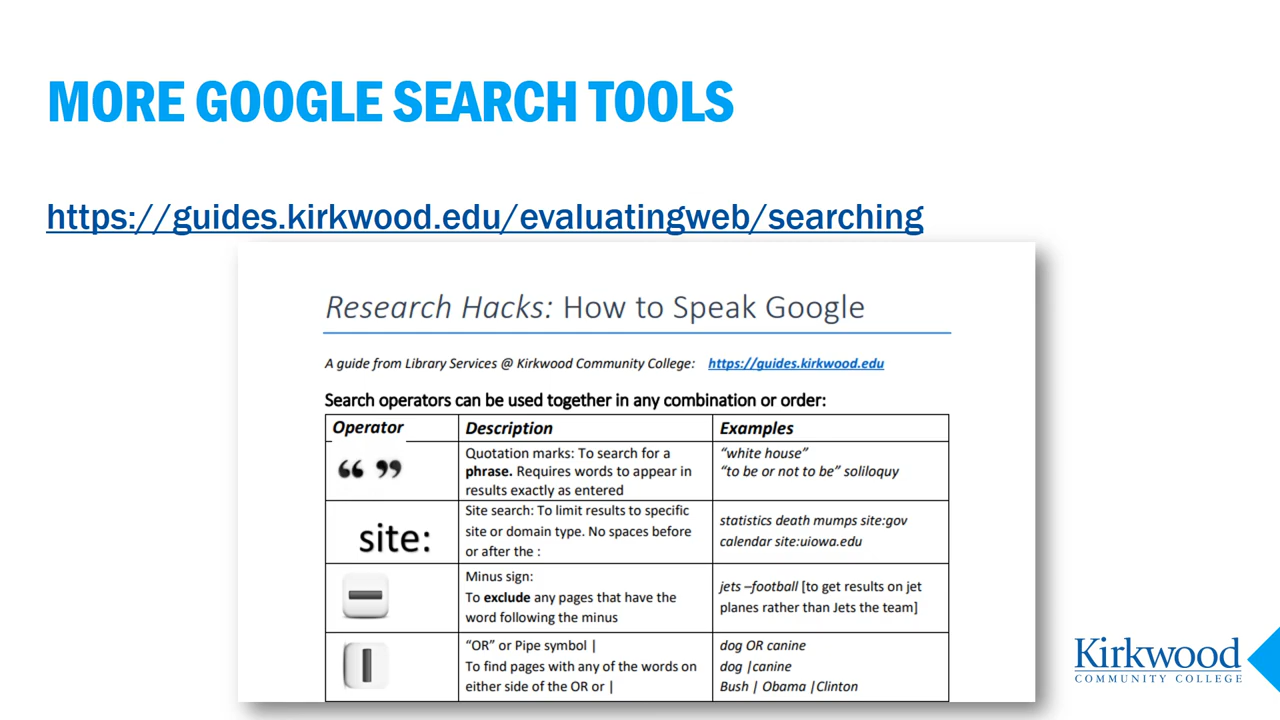 MORE GOOGLE SEARCH TOOLS
https://guides.kirkwood.edu/evaluatingweb/searching
Research Hacks: How to Speak Google
A guide from Library Services @ Kirkwood Community College: https://guides.kirkwood.edu
Search operators can be used together in any combination or order:
Operator Description Examples
“ ”
Quotation marks: To search for a
phrase. Requires words to appear in
results exactly as entered
“white house”
“to be or not to be” soliloquy
site:
Site search: To limit results to specific
site or domain type. No spaces before
or after the :
statistics death mumps site:gov
calendar site:uiowa.edu
Minus sign:
To exclude any pages that have the
word following the minus
jets –football [to get results on jet
planes rather than Jets the team]
|
“OR” or Pipe symbol |
To find pages with any of the words on
either side of the OR or |
dog OR canine
dog |canine
Bush | Obama |Clinton
Kirkwood
COMMUNITY COLLEGE